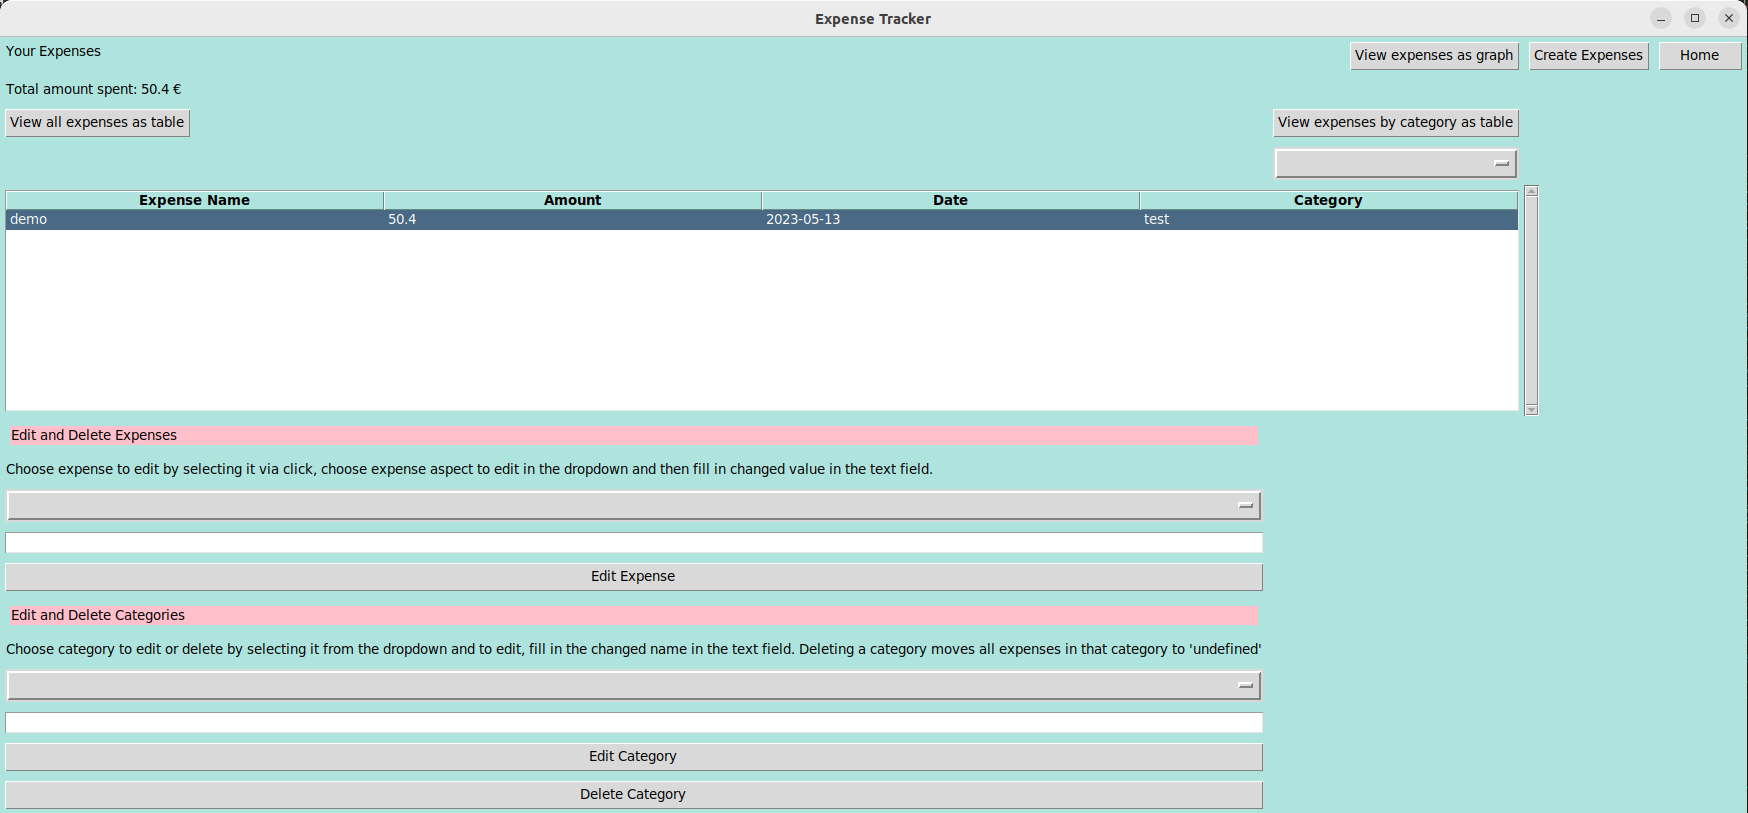 Expense Tracker
Your Expenses
View expenses as graph
Create Expenses
Home
Total amount spent: 50.4 €
View all expenses as table
View expenses by category as table
Expense Name Amount Date Category
demo 50.4 2023-05-13 test
Edit and Delete Expenses
Choose expense to edit by selecting it via click, choose expense aspect to edit in the dropdown and then fill in changed value in the text field.
Edit Expense
Edit and Delete Categories
Choose category to edit or delete by selecting it from the dropdown and to edit, fill in the changed name in the text field. Deleting a category moves all expenses in that category to 'undefined'
Edit Category
Delete Category